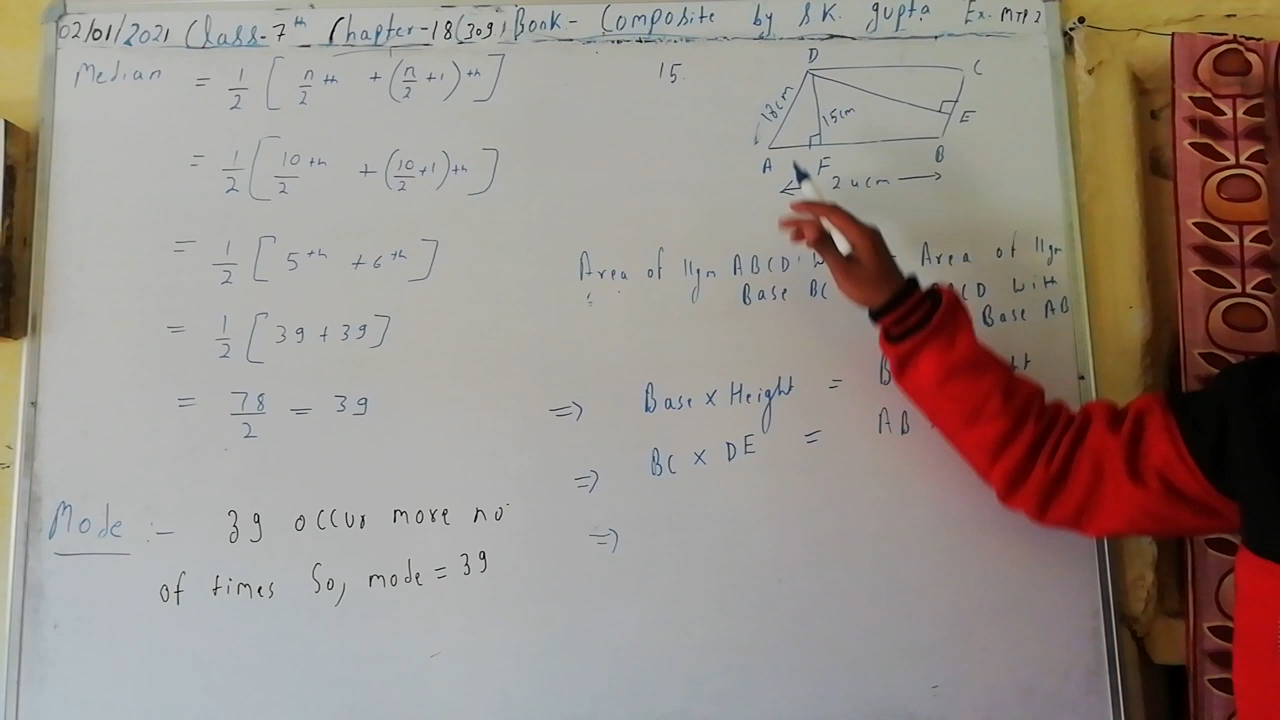 02/01/2021 Class-7th Chapter-18(309) Book- Composite by S.K. gupta Ex. MTP 2
Median = 1/2 [ n/2 th + (n/2 +1)th ]
= 1/2 [ 10/2 th + (10/2 +1)th ]
= 1/2 [ 5th + 6th ]
= 1/2 [ 39 + 39 ]
= 78/2 = 39
Mode :- 39 occur more no
of times So, mode = 39
15.
D C
18cm 15cm E
A F B
24cm
Area of llgm ABCD Area of llgm
Base BC CD with
Base AB
=> Base x Height =
=> BC x DE = AB
=>